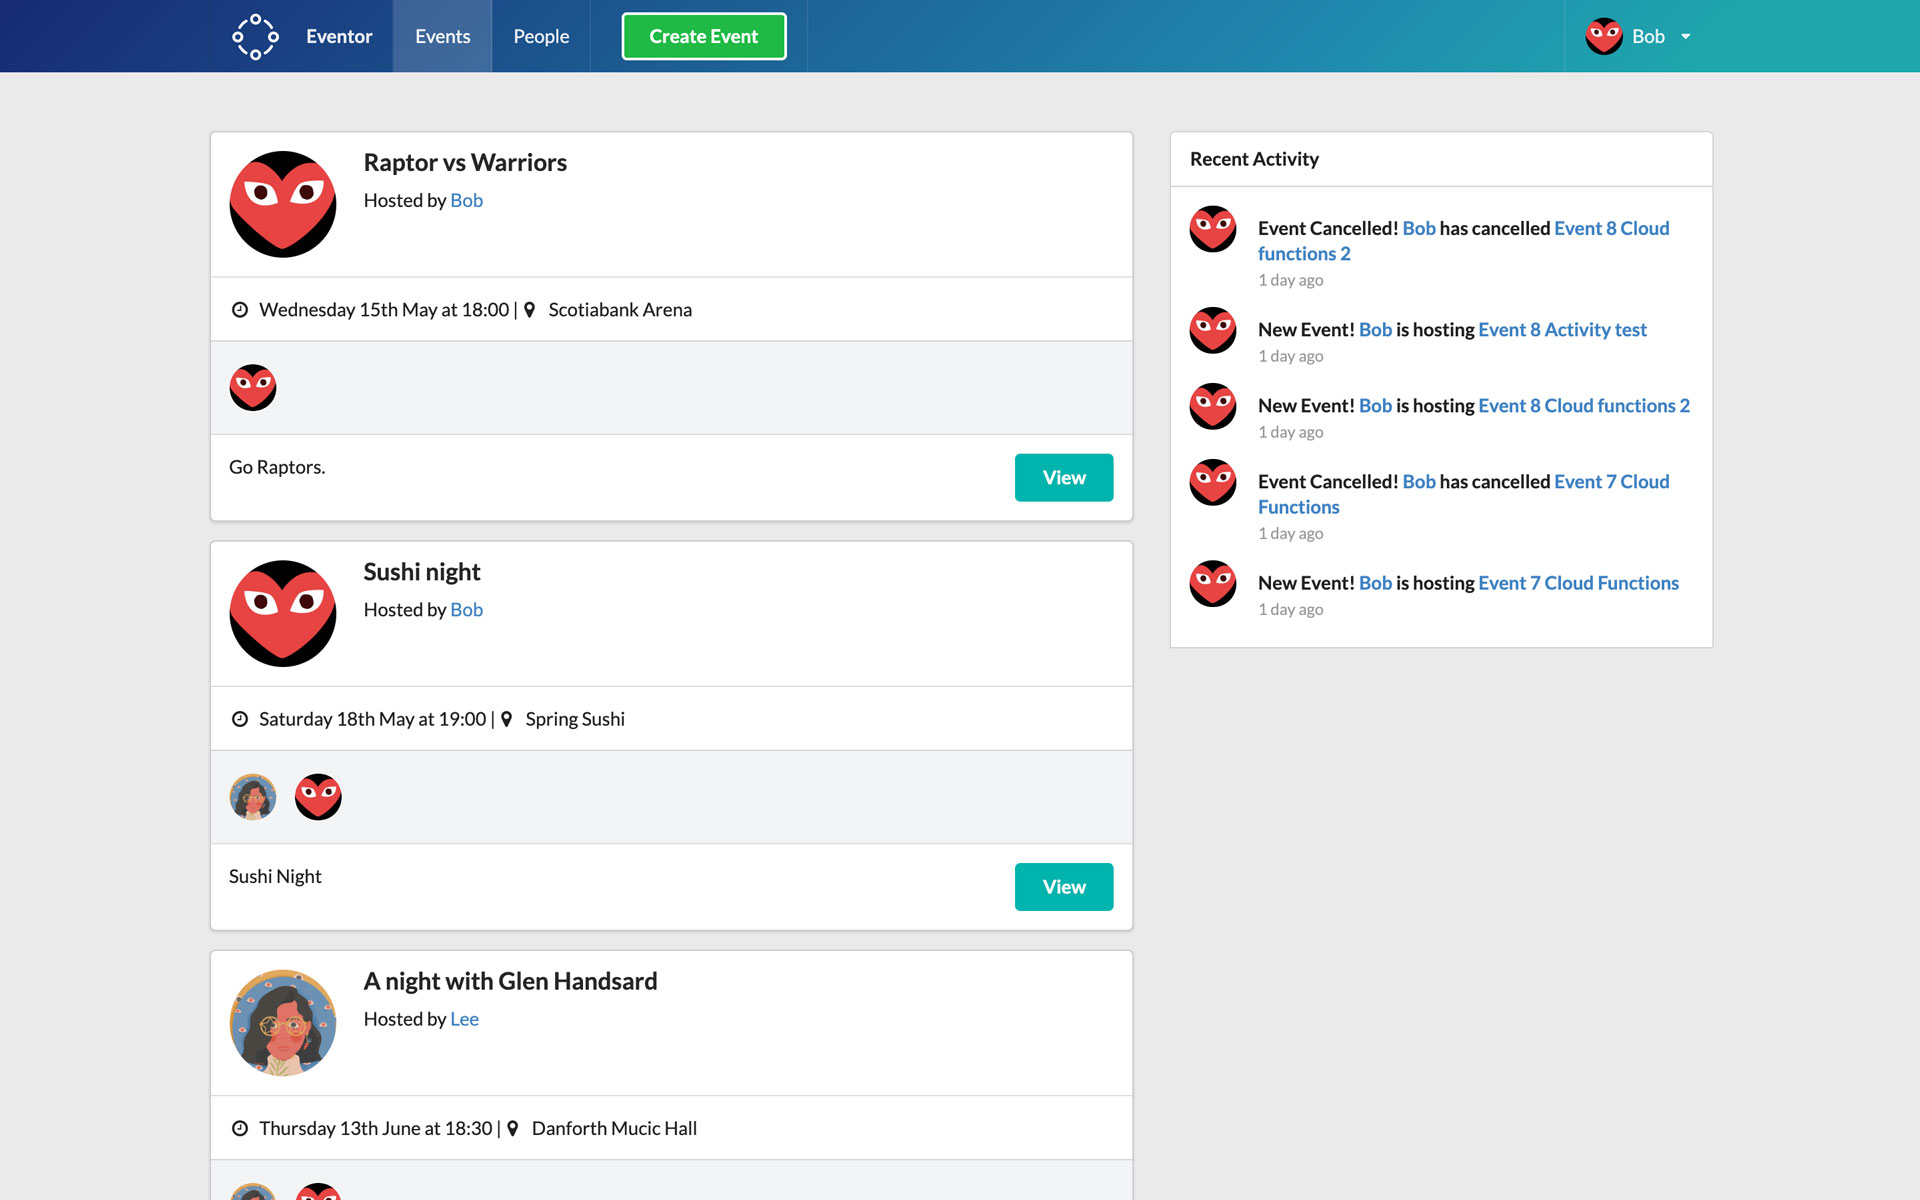 Eventor
Events
People
Create Event
Bob
Raptor vs Warriors
Hosted by Bob
Wednesday 15th May at 18:00 | Scotiabank Arena
Go Raptors.
View
Sushi night
Hosted by Bob
Saturday 18th May at 19:00 | Spring Sushi
Sushi Night
View
A night with Glen Handsard
Hosted by Lee
Thursday 13th June at 18:30 | Danforth Mucic Hall
Recent Activity
Event Cancelled! Bob has cancelled Event 8 Cloud
functions 2
1 day ago
New Event! Bob is hosting Event 8 Activity test
1 day ago
New Event! Bob is hosting Event 8 Cloud functions 2
1 day ago
Event Cancelled! Bob has cancelled Event 7 Cloud
Functions
1 day ago
New Event! Bob is hosting Event 7 Cloud Functions
1 day ago